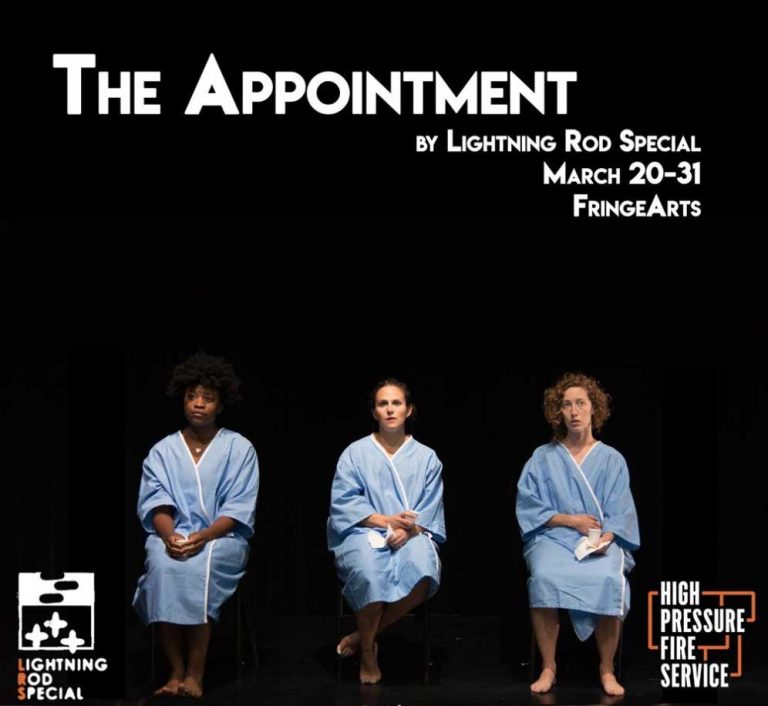 The Appointment
by Lightning Rod Special
March 20-31
FringeArts
Lightning
Rod
Special
High
Pressure
Fire
Service